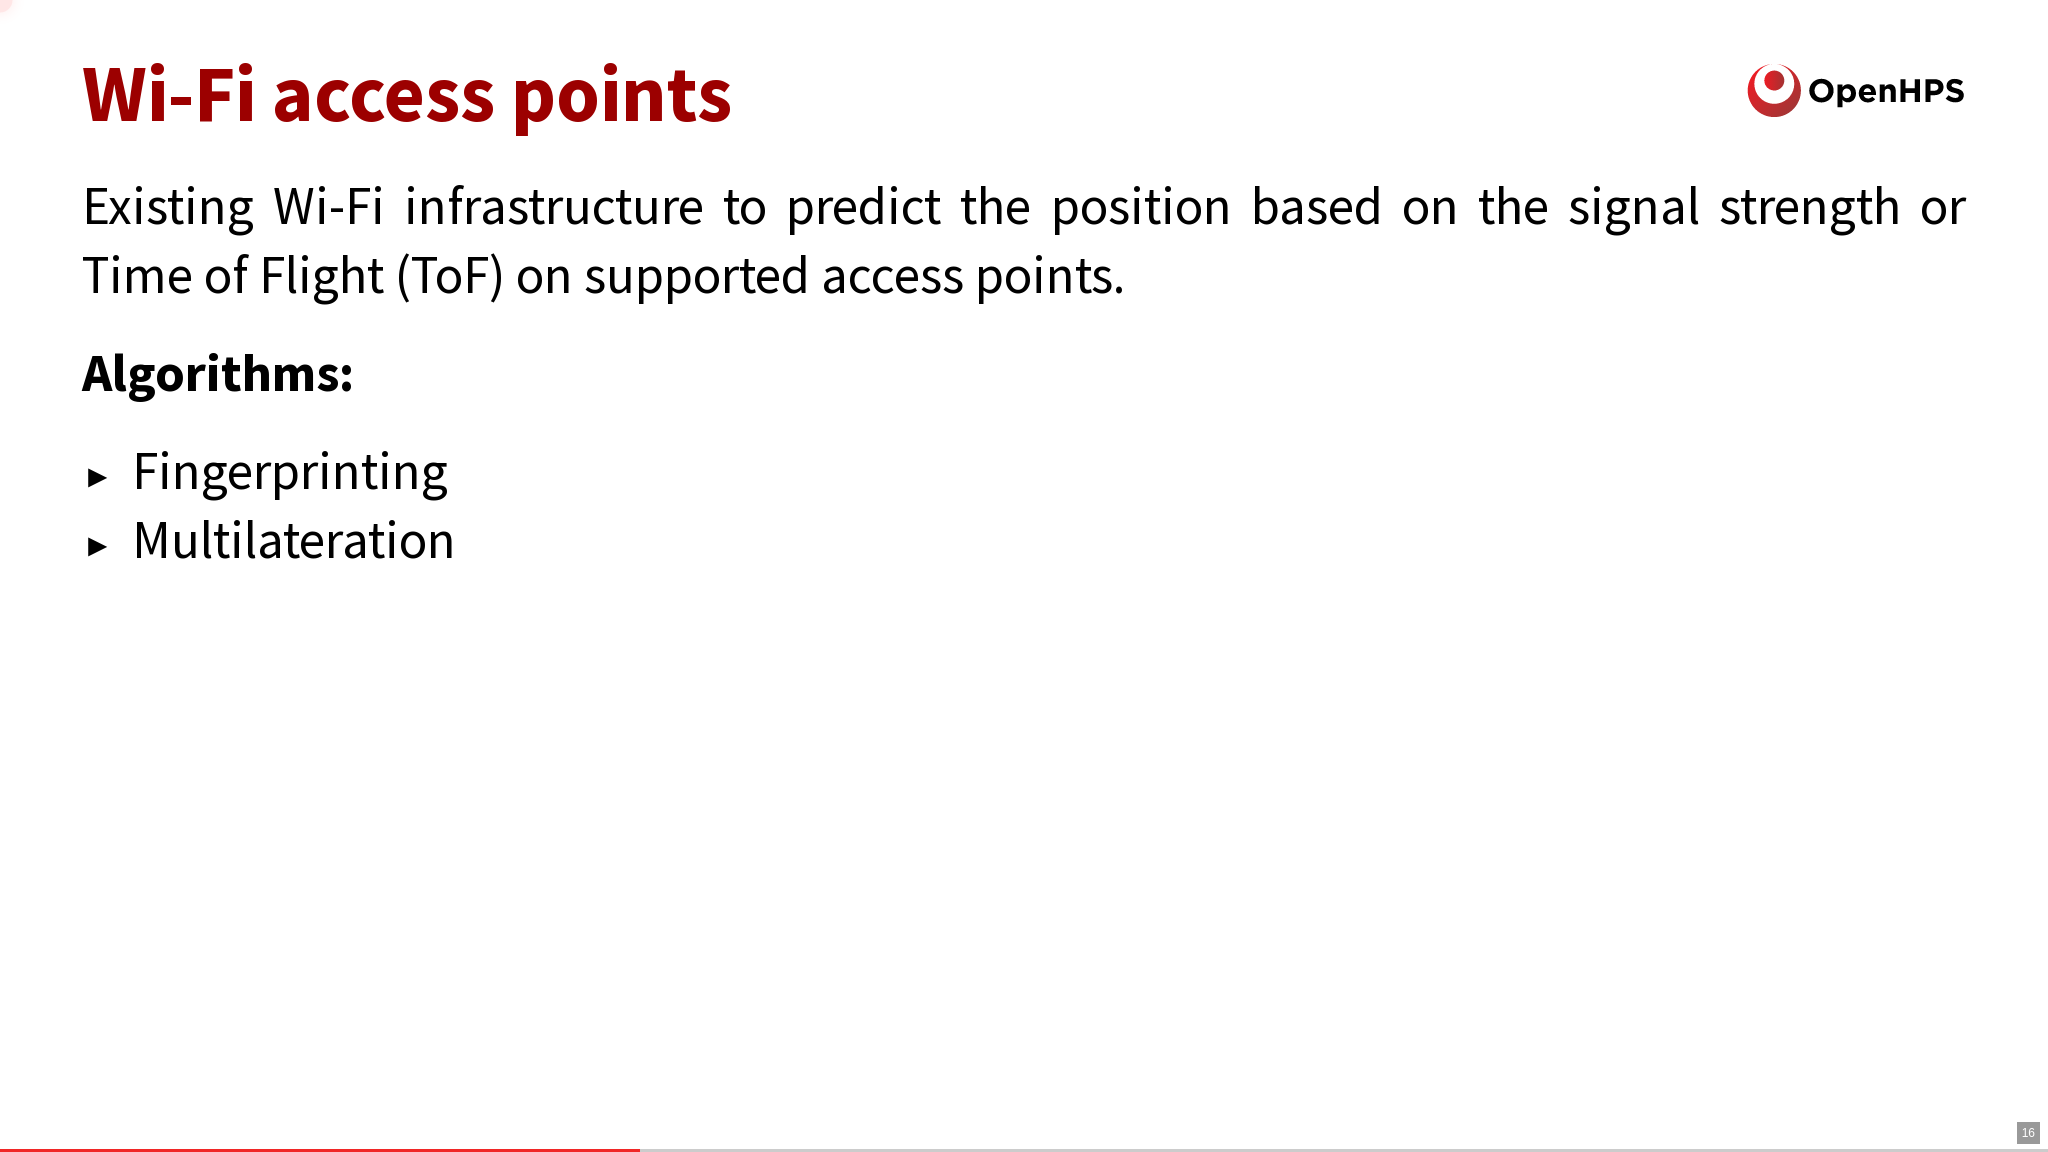 Wi-Fi access points
OpenHPS
Existing Wi-Fi infrastructure to predict the position based on the signal strength or
Time of Flight (ToF) on supported access points.
Algorithms:
► Fingerprinting
► Multilateration
16